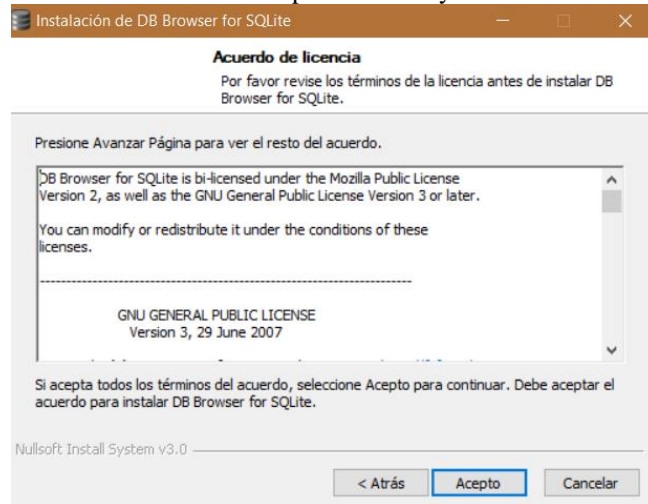 Instalación de DB Browser for SQLite
Acuerdo de licencia
Por favor revise los términos de la licencia antes de instalar DB
Browser for SQLite.
Presione Avanzar Página para ver el resto del acuerdo.
DB Browser for SQLite is bi-licensed under the Mozilla Public License
Version 2, as well as the GNU General Public License Version 3 or later.
You can modify or redistribute it under the conditions of these
licenses.
---------------------------------------------------------------------
GNU GENERAL PUBLIC LICENSE
Version 3, 29 June 2007
Si acepta todos los términos del acuerdo, seleccione Acepto para continuar. Debe aceptar el
acuerdo para instalar DB Browser for SQLite.
Nullsoft Install System v3.0
< Atrás
Acepto
Cancelar